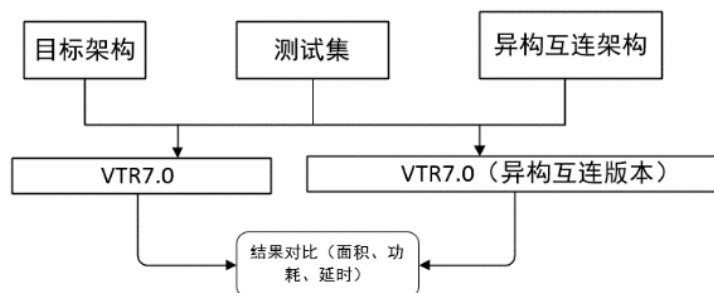 目标架构
测试集
异构互连架构
VTR7.0
VTR7.0（异构互连版本）
结果对比（面积、功
耗、延时）